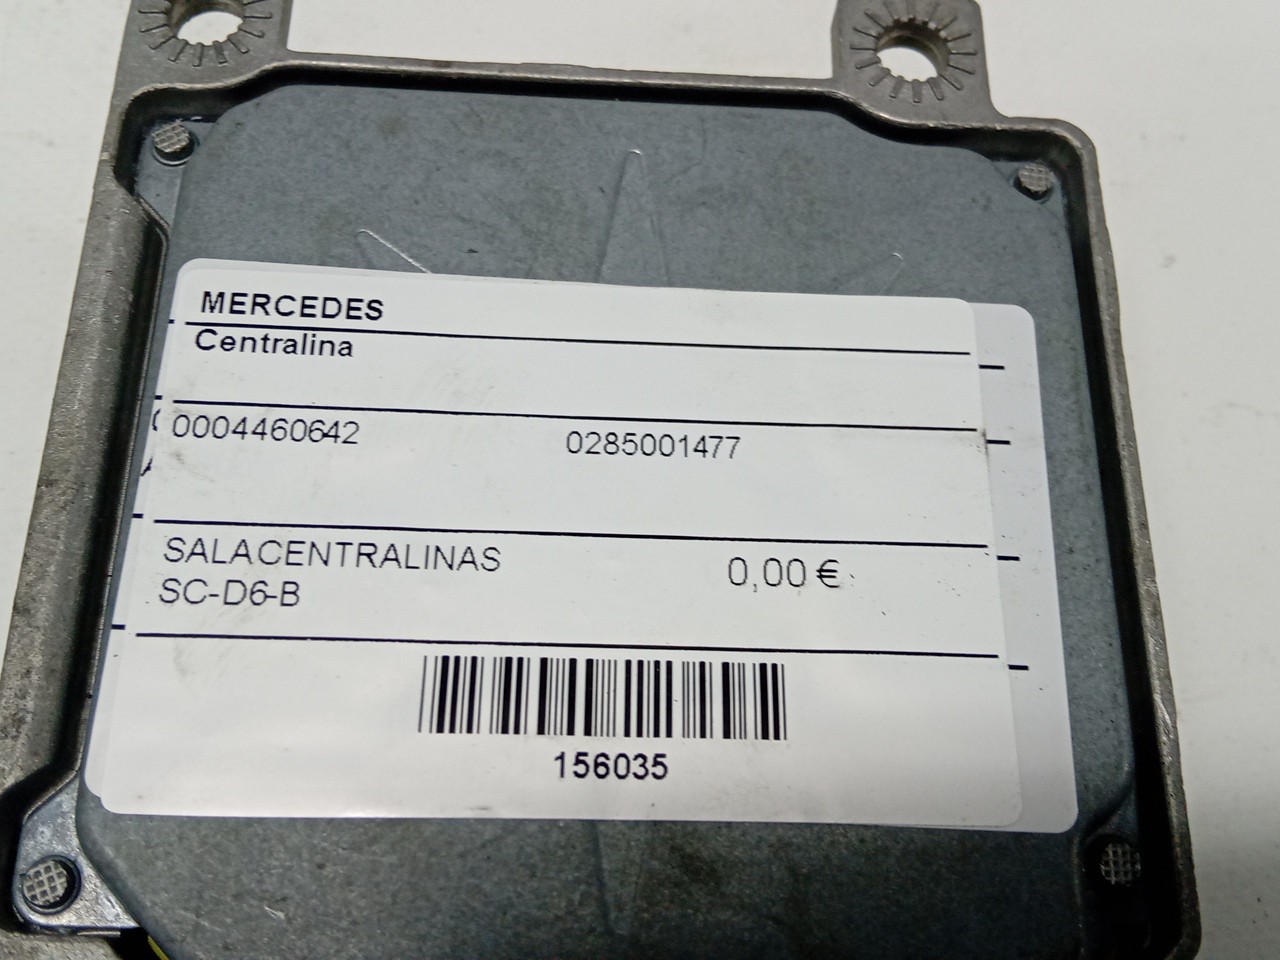 MERCEDES
Centralina
0004460642 0285001477
SALACENTRALINAS 0,00 €
SC-D6-B
156035